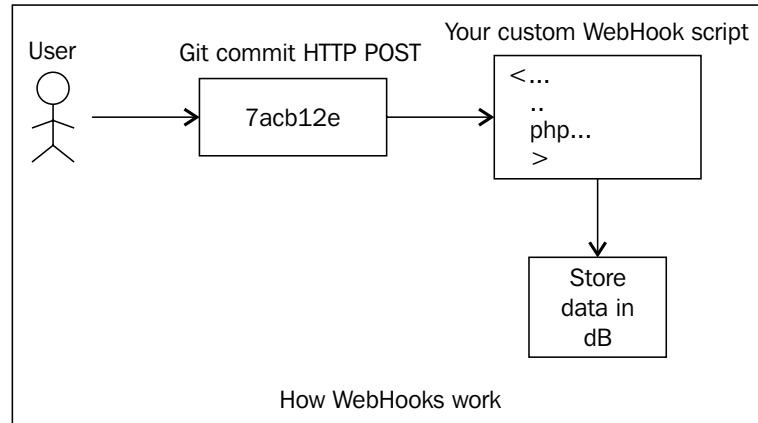 User
Git commit HTTP POST
Your custom WebHook script
7acb12e
<...
..
php...
>
Store
data in
dB
How WebHooks work